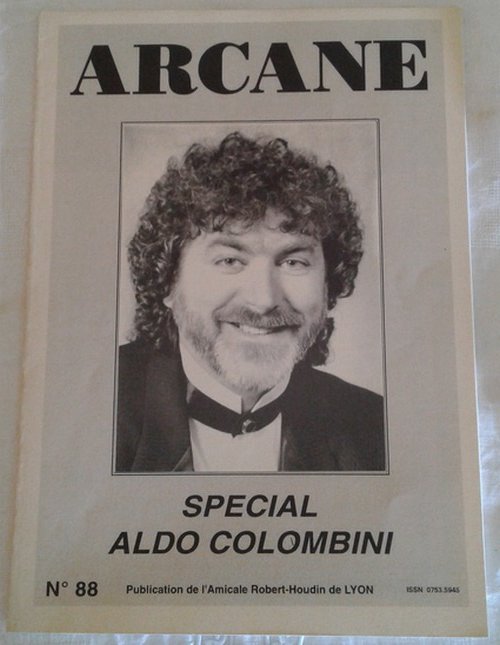 ARCANE
SPECIAL
ALDO COLOMBINI
N° 88 Publication de l'Amicale Robert-Houdin de LYON ISSN 0753.5945